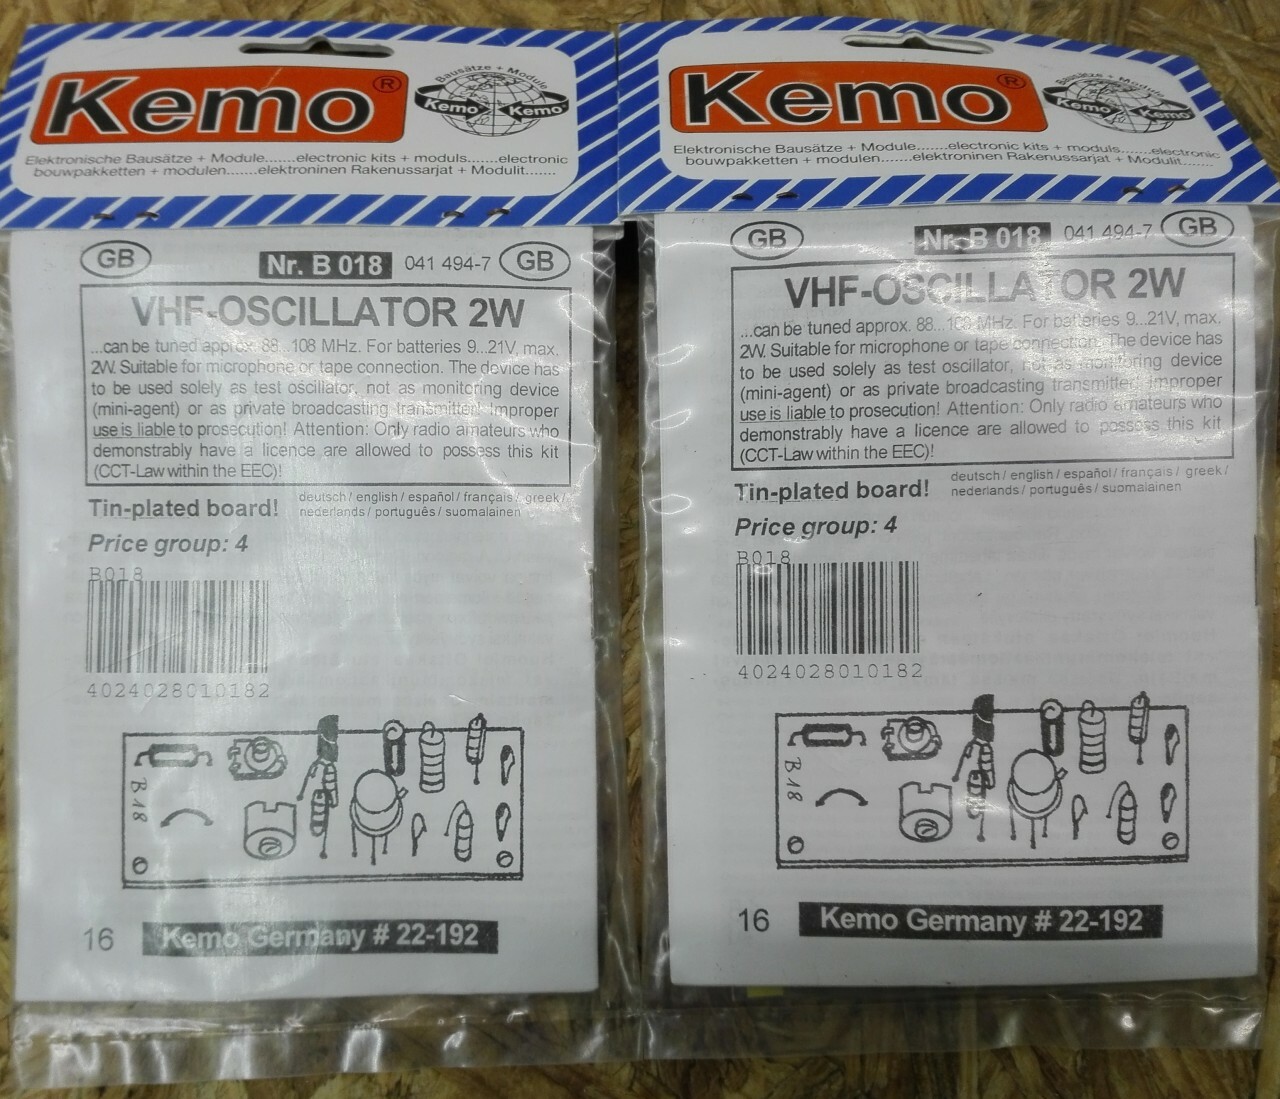 Kemo®
Bausätze + Module
Kemo Kemo
Elektronische Bausätze + Module.......electronic kits + moduls.......electronic
bouwpakketten + modulen.......elektroninen Rakenussarjat + Modulit.......
GB Nr. B 018 041 494-7 GB
VHF-OSCILLATOR 2W
...can be tuned approx. 88...108 MHz. For batteries 9...21V, max.
2W. Suitable for microphone or tape connection. The device has
to be used solely as test oscillator, not as monitoring device
(mini-agent) or as private broadcasting transmitter! Improper
use is liable to prosecution! Attention: Only radio amateurs who
demonstrably have a licence are allowed to possess this kit
(CCT-Law within the EEC)!
Tin-plated board! deutsch / english / español / français / greek /
nederlands / português / suomalainen
Price group: 4
B018
4024028010182
B 18
16 Kemo Germany # 22-192
Kemo®
Bausätze + Module
Kemo Kemo
Elektronische Bausätze + Module.......electronic kits + moduls.......electronic
bouwpakketten + modulen.......elektroninen Rakenussarjat + Modulit.......
GB Nr. B 018 041 494-7 GB
VHF-OSCILLATOR 2W
...can be tuned approx. 88...108 MHz. For batteries 9...21V, max.
2W. Suitable for microphone or tape connection. The device has
to be used solely as test oscillator, not as monitoring device
(mini-agent) or as private broadcasting transmitter! Improper
use is liable to prosecution! Attention: Only radio amateurs who
demonstrably have a licence are allowed to possess this kit
(CCT-Law within the EEC)!
Tin-plated board! deutsch / english / español / français / greek /
nederlands / português / suomalainen
Price group: 4
B018
4024028010182
B 18
16 Kemo Germany # 22-192